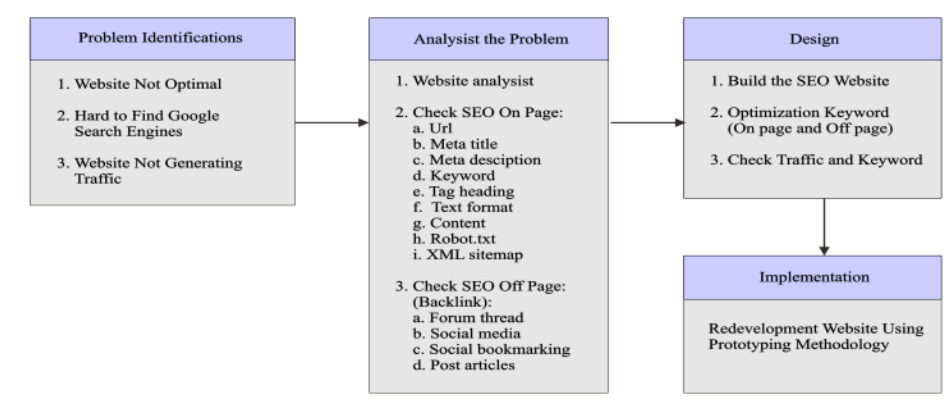 Problem Identifications
1. Website Not Optimal
2. Hard to Find Google
Search Engines
3. Website Not Generating
Traffic
Analysist the Problem
1. Website analysist
2. Check SEO On Page:
a. Url
b. Meta title
c. Meta desciption
d. Keyword
e. Tag heading
f. Text format
g. Content
h. Robot.txt
i. XML sitemap
3. Check SEO Off Page:
(Backlink):
a. Forum thread
b. Social media
c. Social bookmarking
d. Post articles
Design
1. Build the SEO Website
2. Optimization Keyword
(On page and Off page)
3. Check Traffic and Keyword
Implementation
Redevelopment Website Using
Prototyping Methodology